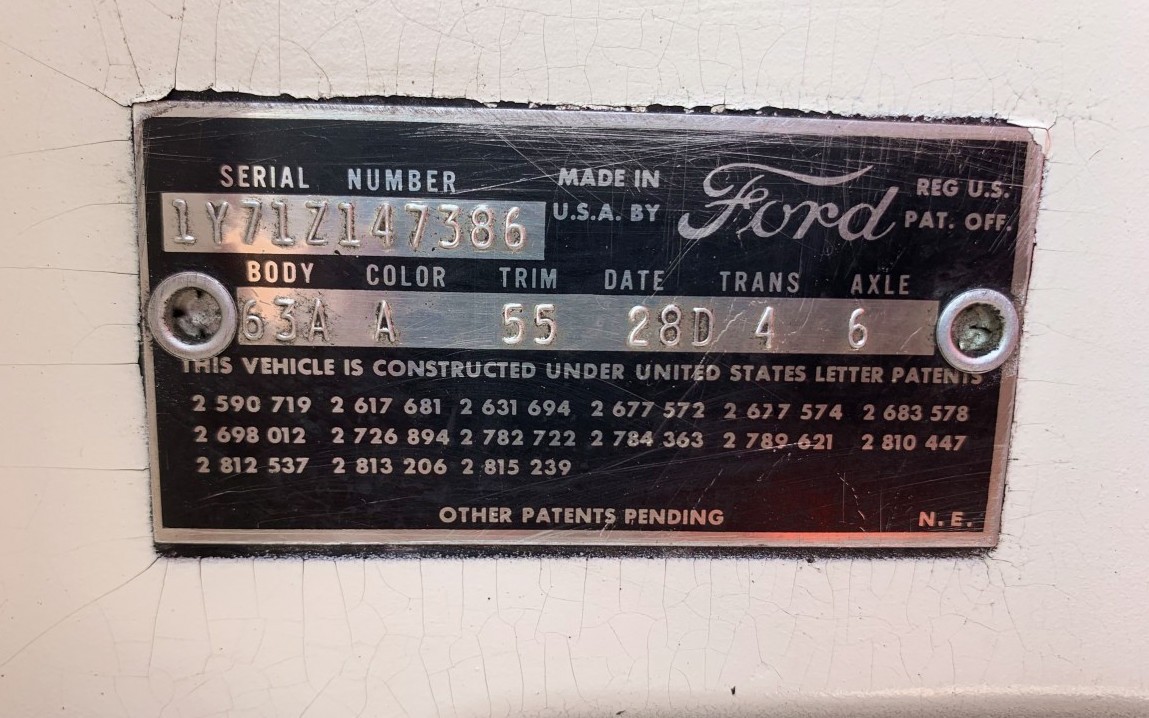 SERIAL NUMBER
MADE IN
U.S.A. BY
Ford
REG U.S.
PAT. OFF.
1Y71Z147386
BODY COLOR TRIM DATE TRANS AXLE
63A A 55 28D 4 6
THIS VEHICLE IS CONSTRUCTED UNDER UNITED STATES LETTER PATENTS
2 590 719 2 617 681 2 631 694 2 677 572 2 677 574 2 683 578
2 698 012 2 726 894 2 782 722 2 784 363 2 789 621 2 810 447
2 812 537 2 813 206 2 815 239
OTHER PATENTS PENDING
N. E.